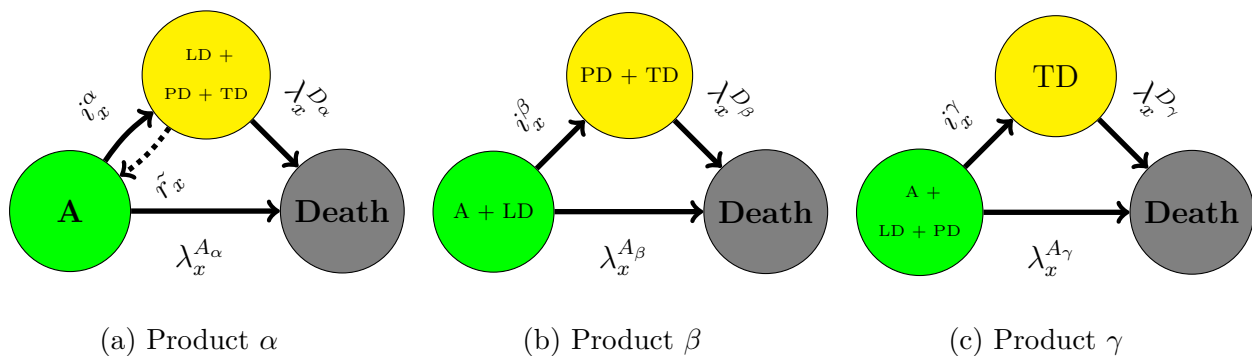 LD +
PD + TD
i_x^α
λ_x^{D_α}
r̃_x
A
Death
λ_x^{A_α}
(a) Product α
PD + TD
i_x^β
λ_x^{D_β}
A + LD
Death
λ_x^{A_β}
(b) Product β
TD
i_x^γ
λ_x^{D_γ}
A +
LD + PD
Death
λ_x^{A_γ}
(c) Product γ